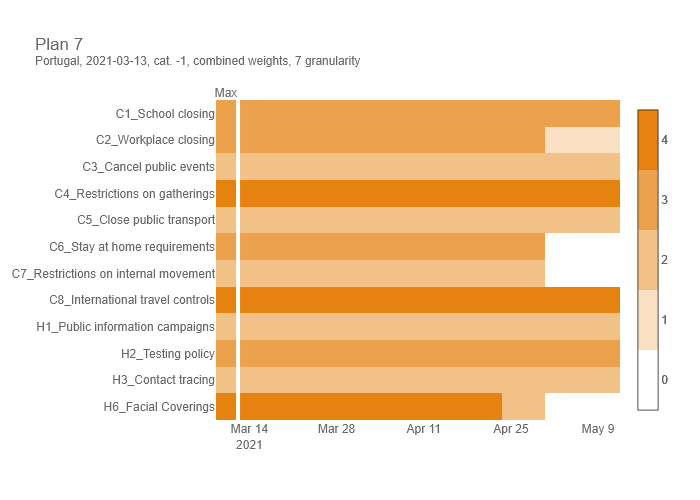 Plan 7
Portugal, 2021-03-13, cat. -1, combined weights, 7 granularity
Max
C1_School closing
C2_Workplace closing
C3_Cancel public events
C4_Restrictions on gatherings
C5_Close public transport
C6_Stay at home requirements
C7_Restrictions on internal movement
C8_International travel controls
H1_Public information campaigns
H2_Testing policy
H3_Contact tracing
H6_Facial Coverings
Mar 14 Mar 28 Apr 11 Apr 25 May 9
2021
4
3
2
1
0